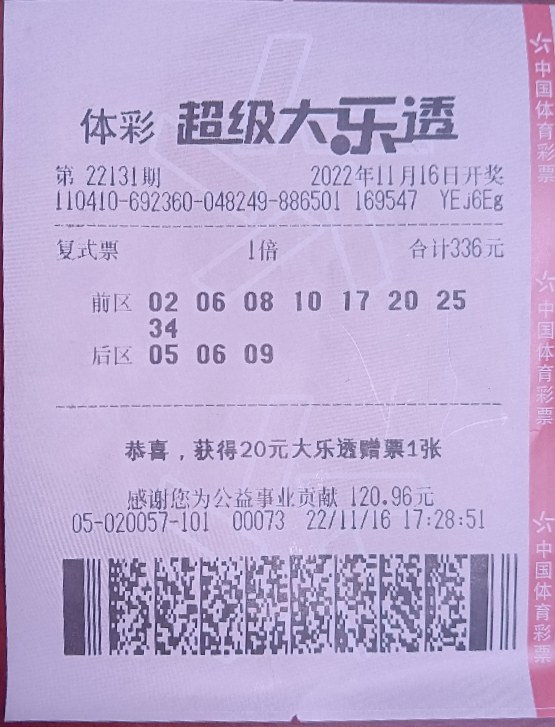 体彩 超级大乐透
第 22131期 2022年11月16日开奖
110410-692360-048249-886501 169547 YEJ6Eg
复式票 1倍 合计336元
前区 02 06 08 10 17 20 25
34
后区 05 06 09
恭喜，获得20元大乐透赠票1张
感谢您为公益事业贡献 120.96元
05-020057-101 00073 22/11/16 17:28:51
中国体育彩票
中国体育彩票
中国体育彩票